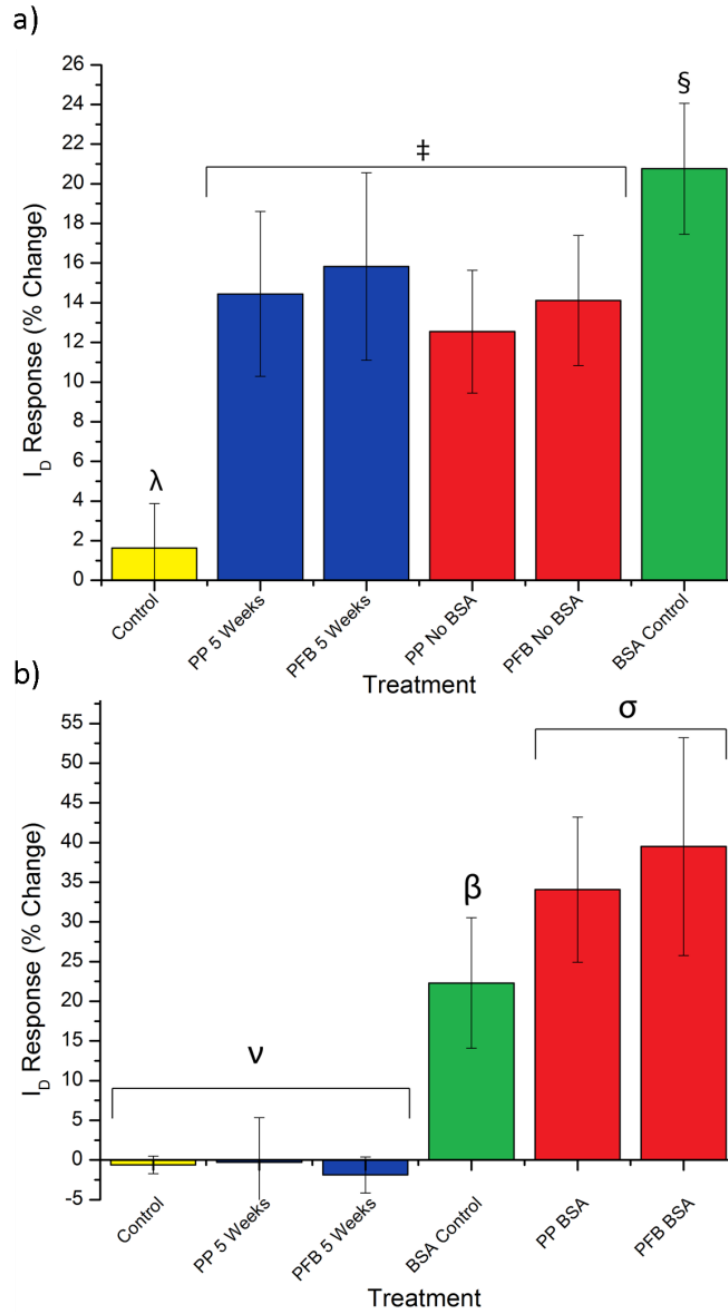 a)
26
24
22
20
18
16
14
12
10
8
6
4
2
0
I_D Response (% Change)
λ
‡
§
Control
PP 5 Weeks
PFB 5 Weeks
PP No BSA
PFB No BSA
BSA Control
Treatment
b)
55
50
45
40
35
30
25
20
15
10
5
0
-5
I_D Response (% Change)
ν
β
σ
Control
PP 5 Weeks
PFB 5 Weeks
BSA Control
PP BSA
PFB BSA
Treatment